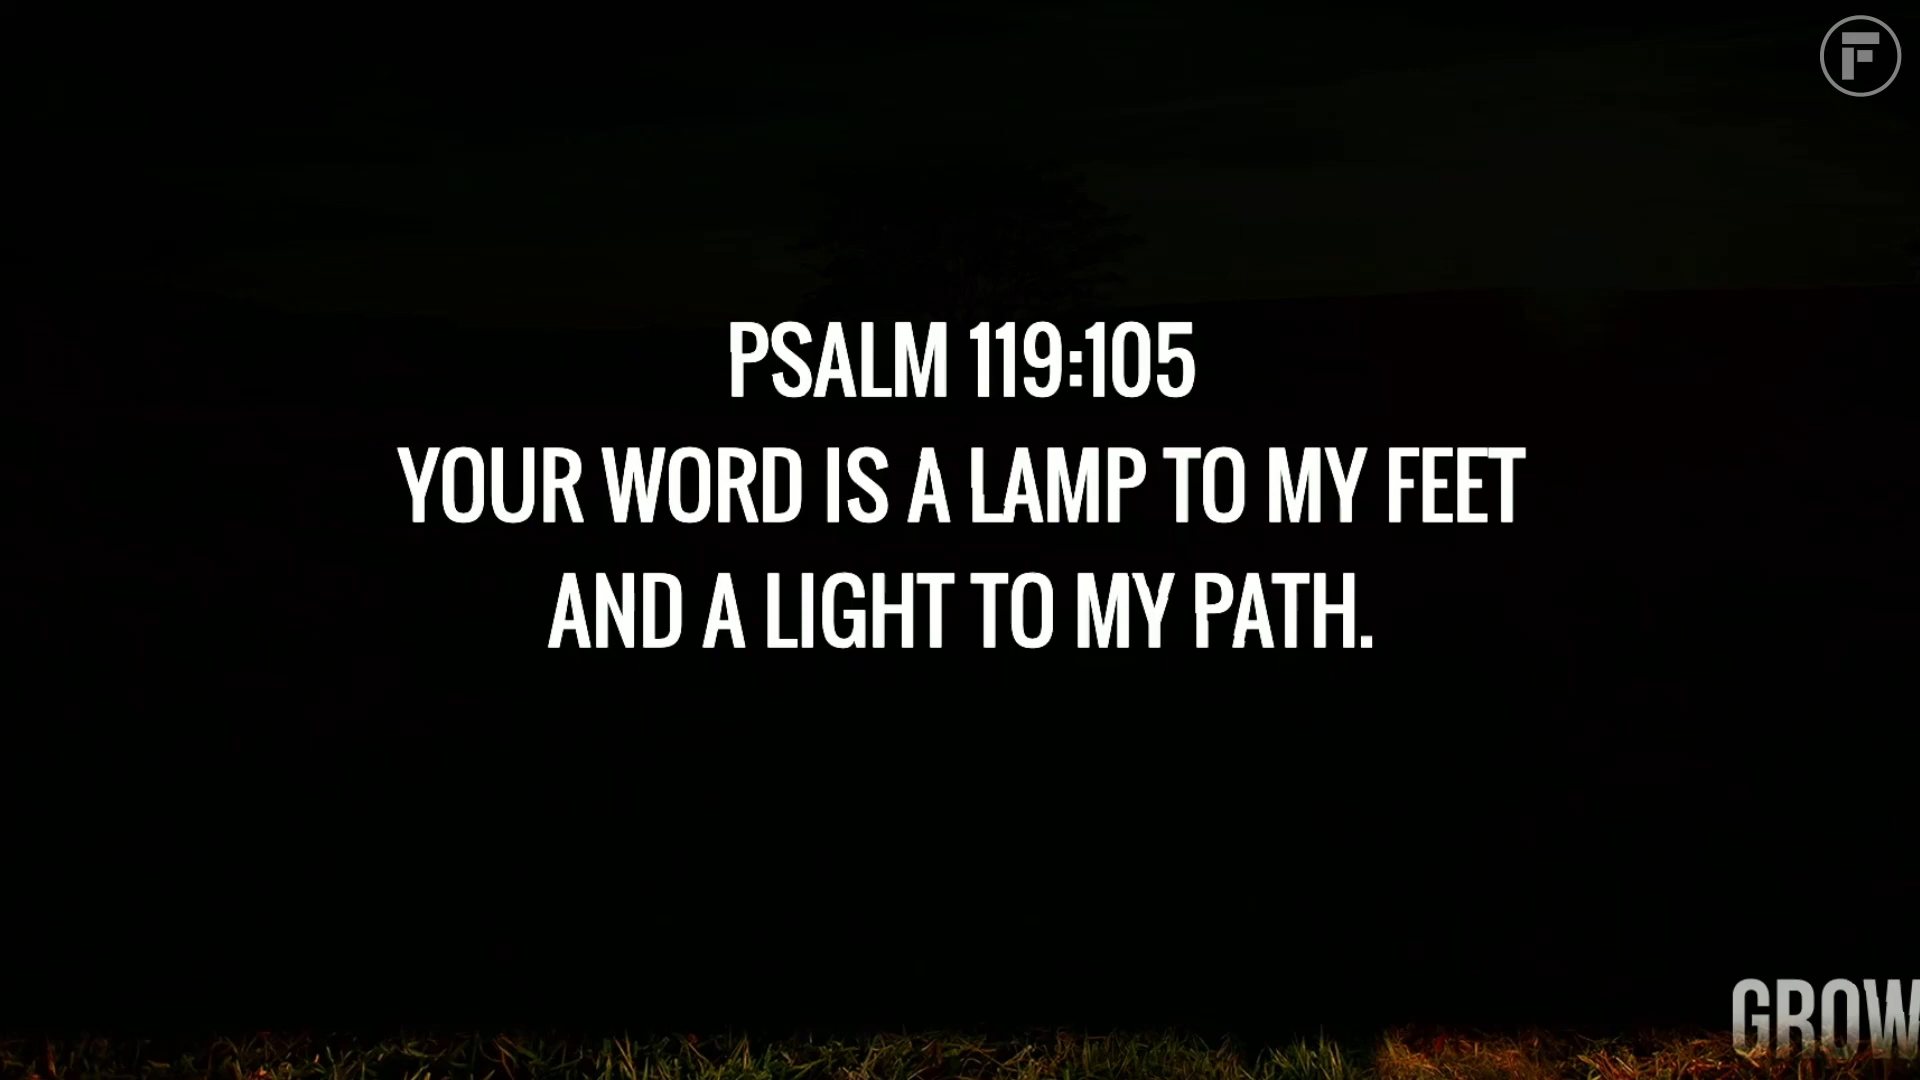 F
PSALM 119:105
YOUR WORD IS A LAMP TO MY FEET
AND A LIGHT TO MY PATH.
GROW